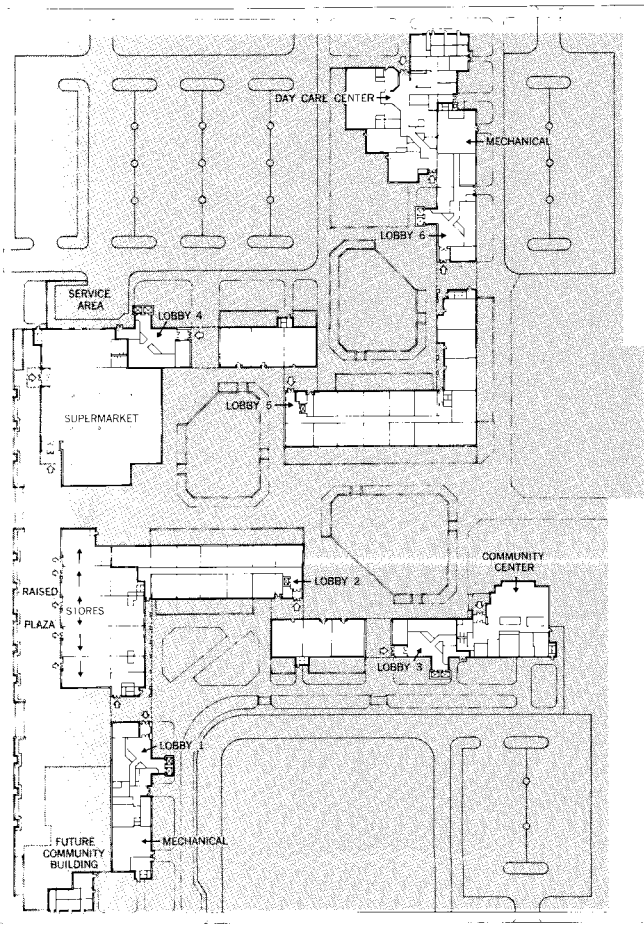 DAY CARE CENTER
MECHANICAL
LOBBY 6
SERVICE
AREA
LOBBY 4
LOBBY 5
SUPERMARKET
COMMUNITY
CENTER
LOBBY 2
RAISED
PLAZA
STORES
LOBBY 3
LOBBY 1
MECHANICAL
FUTURE
COMMUNITY
BUILDING